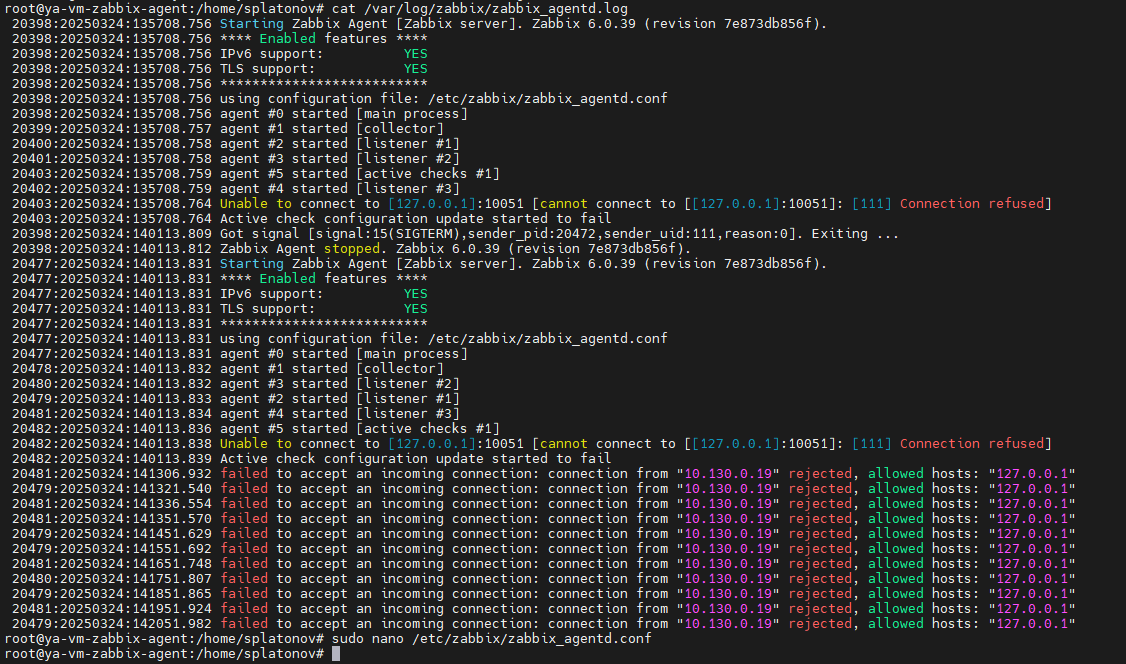 root@ya-vm-zabbix-agent:/home/splatonov# cat /var/log/zabbix/zabbix_agentd.log
20398:20250324:135708.756 Starting Zabbix Agent [Zabbix server]. Zabbix 6.0.39 (revision 7e873db856f).
20398:20250324:135708.756 **** Enabled features ****
20398:20250324:135708.756 IPv6 support:          YES
20398:20250324:135708.756 TLS support:           YES
20398:20250324:135708.756 **************************
20398:20250324:135708.756 using configuration file: /etc/zabbix/zabbix_agentd.conf
20398:20250324:135708.756 agent #0 started [main process]
20399:20250324:135708.757 agent #1 started [collector]
20400:20250324:135708.758 agent #2 started [listener #1]
20401:20250324:135708.758 agent #3 started [listener #2]
20403:20250324:135708.759 agent #5 started [active checks #1]
20402:20250324:135708.759 agent #4 started [listener #3]
20403:20250324:135708.764 Unable to connect to [127.0.0.1]:10051 [cannot connect to [[127.0.0.1]:10051]: [111] Connection refused]
20403:20250324:135708.764 Active check configuration update started to fail
20398:20250324:140113.809 Got signal [signal:15(SIGTERM),sender_pid:20472,sender_uid:111,reason:0]. Exiting ...
20398:20250324:140113.812 Zabbix Agent stopped. Zabbix 6.0.39 (revision 7e873db856f).
20477:20250324:140113.831 Starting Zabbix Agent [Zabbix server]. Zabbix 6.0.39 (revision 7e873db856f).
20477:20250324:140113.831 **** Enabled features ****
20477:20250324:140113.831 IPv6 support:          YES
20477:20250324:140113.831 TLS support:           YES
20477:20250324:140113.831 **************************
20477:20250324:140113.831 using configuration file: /etc/zabbix/zabbix_agentd.conf
20477:20250324:140113.831 agent #0 started [main process]
20478:20250324:140113.832 agent #1 started [collector]
20480:20250324:140113.832 agent #3 started [listener #2]
20479:20250324:140113.833 agent #2 started [listener #1]
20481:20250324:140113.834 agent #4 started [listener #3]
20482:20250324:140113.836 agent #5 started [active checks #1]
20482:20250324:140113.838 Unable to connect to [127.0.0.1]:10051 [cannot connect to [[127.0.0.1]:10051]: [111] Connection refused]
20482:20250324:140113.839 Active check configuration update started to fail
20481:20250324:141306.932 failed to accept an incoming connection: connection from "10.130.0.19" rejected, allowed hosts: "127.0.0.1"
20479:20250324:141321.540 failed to accept an incoming connection: connection from "10.130.0.19" rejected, allowed hosts: "127.0.0.1"
20481:20250324:141336.554 failed to accept an incoming connection: connection from "10.130.0.19" rejected, allowed hosts: "127.0.0.1"
20481:20250324:141351.570 failed to accept an incoming connection: connection from "10.130.0.19" rejected, allowed hosts: "127.0.0.1"
20479:20250324:141451.629 failed to accept an incoming connection: connection from "10.130.0.19" rejected, allowed hosts: "127.0.0.1"
20479:20250324:141551.692 failed to accept an incoming connection: connection from "10.130.0.19" rejected, allowed hosts: "127.0.0.1"
20481:20250324:141651.748 failed to accept an incoming connection: connection from "10.130.0.19" rejected, allowed hosts: "127.0.0.1"
20480:20250324:141751.807 failed to accept an incoming connection: connection from "10.130.0.19" rejected, allowed hosts: "127.0.0.1"
20479:20250324:141851.865 failed to accept an incoming connection: connection from "10.130.0.19" rejected, allowed hosts: "127.0.0.1"
20481:20250324:141951.924 failed to accept an incoming connection: connection from "10.130.0.19" rejected, allowed hosts: "127.0.0.1"
20479:20250324:142051.982 failed to accept an incoming connection: connection from "10.130.0.19" rejected, allowed hosts: "127.0.0.1"
root@ya-vm-zabbix-agent:/home/splatonov# sudo nano /etc/zabbix/zabbix_agentd.conf
root@ya-vm-zabbix-agent:/home/splatonov#